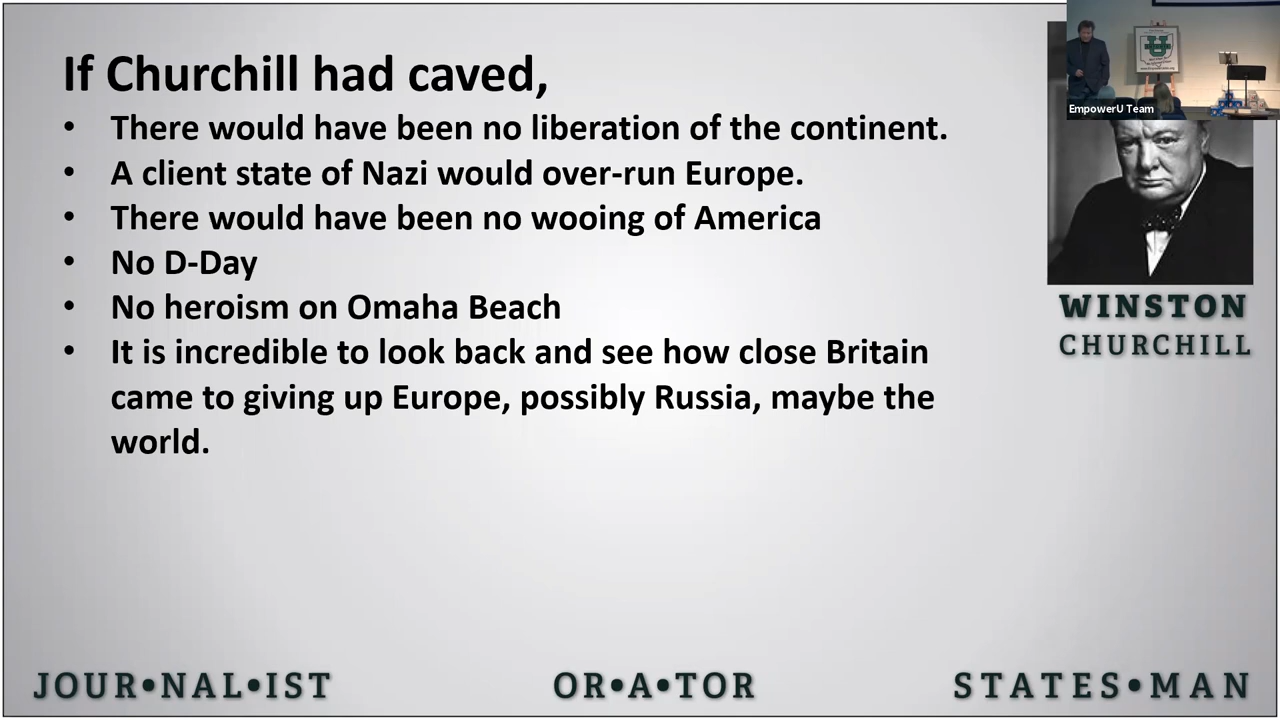 If Churchill had caved,
• There would have been no liberation of the continent.
• A client state of Nazi would over-run Europe.
• There would have been no wooing of America
• No D-Day
• No heroism on Omaha Beach
• It is incredible to look back and see how close Britain
came to giving up Europe, possibly Russia, maybe the
world.
EmpowerU Team
WINSTON
CHURCHILL
JOUR•NAL•IST
OR•A•TOR
STATES•MAN